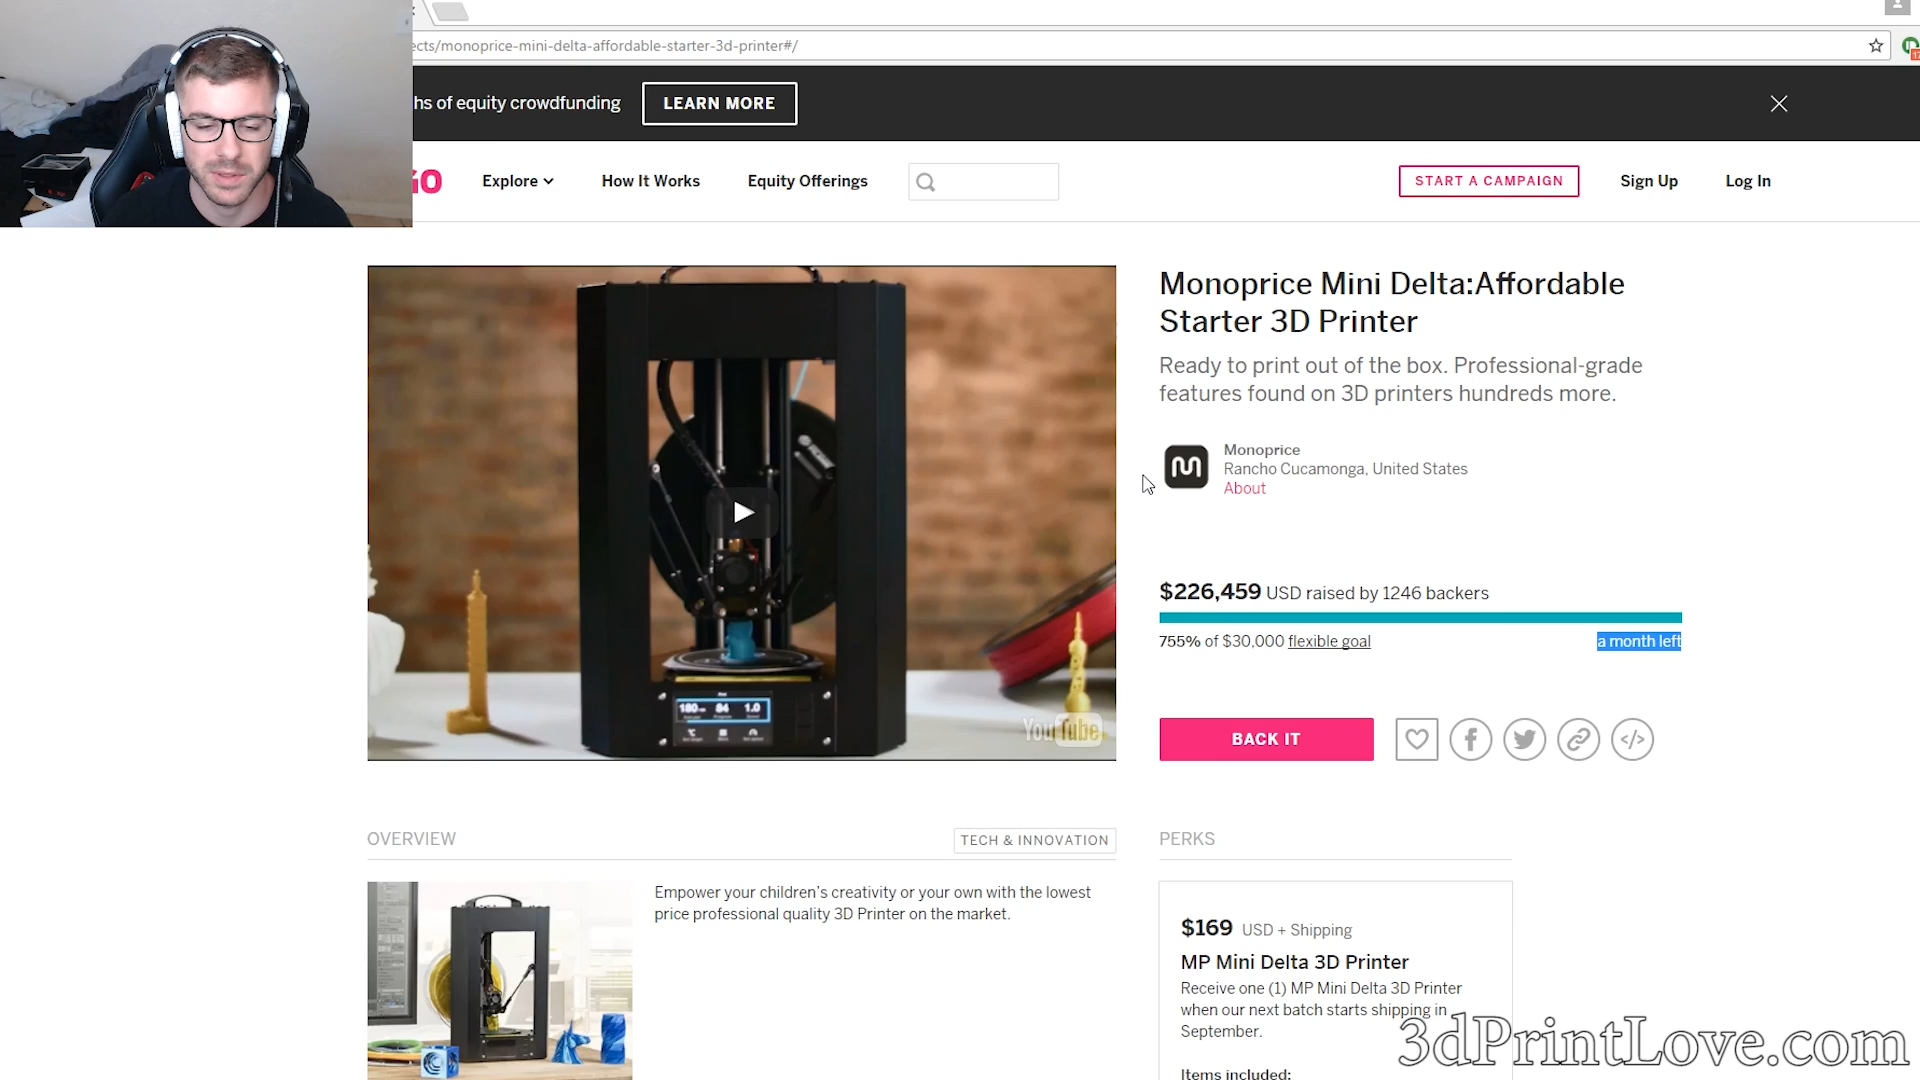 ects/monoprice-mini-delta-affordable-starter-3d-printer#/
hs of equity crowdfunding
LEARN MORE
GO
Explore
How It Works
Equity Offerings
START A CAMPAIGN
Sign Up
Log In
Monoprice Mini Delta:Affordable
Starter 3D Printer
Ready to print out of the box. Professional-grade
features found on 3D printers hundreds more.
Monoprice
Rancho Cucamonga, United States
About
$226,459 USD raised by 1246 backers
755% of $30,000 flexible goal
a month left
180 84 1.0
YouTube
BACK IT
OVERVIEW
TECH & INNOVATION
PERKS
Empower your children's creativity or your own with the lowest
price professional quality 3D Printer on the market.
$169 USD + Shipping
MP Mini Delta 3D Printer
Receive one (1) MP Mini Delta 3D Printer
when our next batch starts shipping in
September.
Items included:
3dPrintLove.com